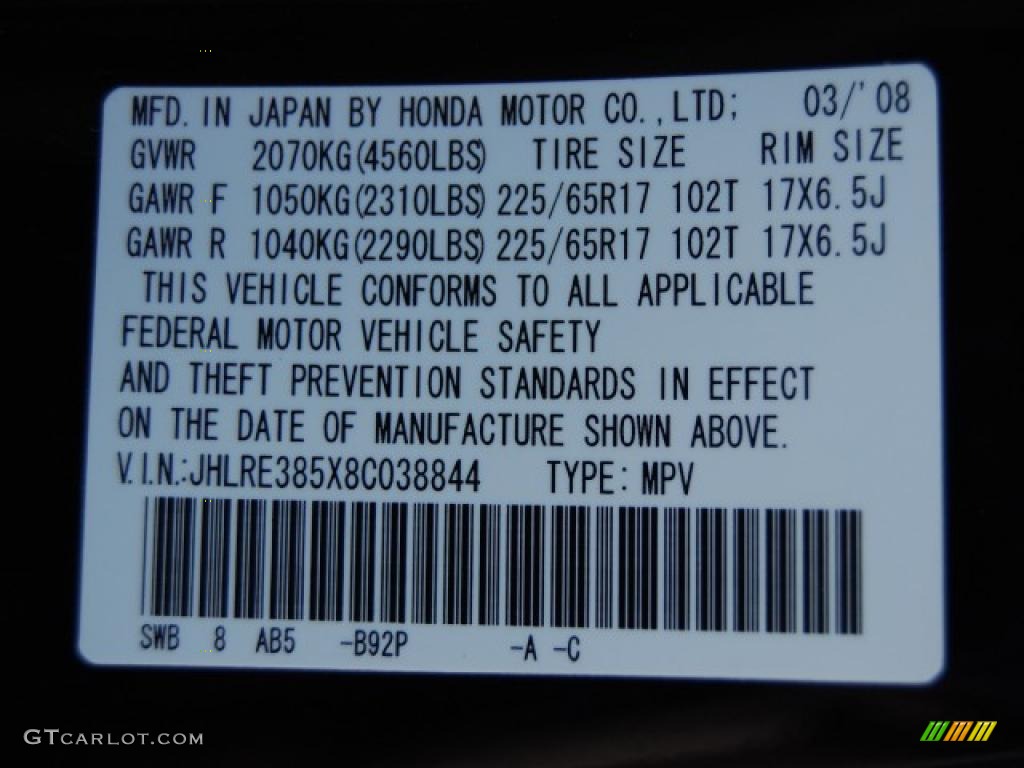 MFD. IN JAPAN BY HONDA MOTOR CO.,LTD; 03/'08
GVWR 2070KG(4560LBS) TIRE SIZE RIM SIZE
GAWR F 1050KG(2310LBS) 225/65R17 102T 17X6.5J
GAWR R 1040KG(2290LBS) 225/65R17 102T 17X6.5J
THIS VEHICLE CONFORMS TO ALL APPLICABLE
FEDERAL MOTOR VEHICLE SAFETY
AND THEFT PREVENTION STANDARDS IN EFFECT
ON THE DATE OF MANUFACTURE SHOWN ABOVE.
V.I.N.:JHLRE385X8C038844 TYPE: MPV
SWB 8 AB5 -B92P -A -C
GTCARLOT.COM